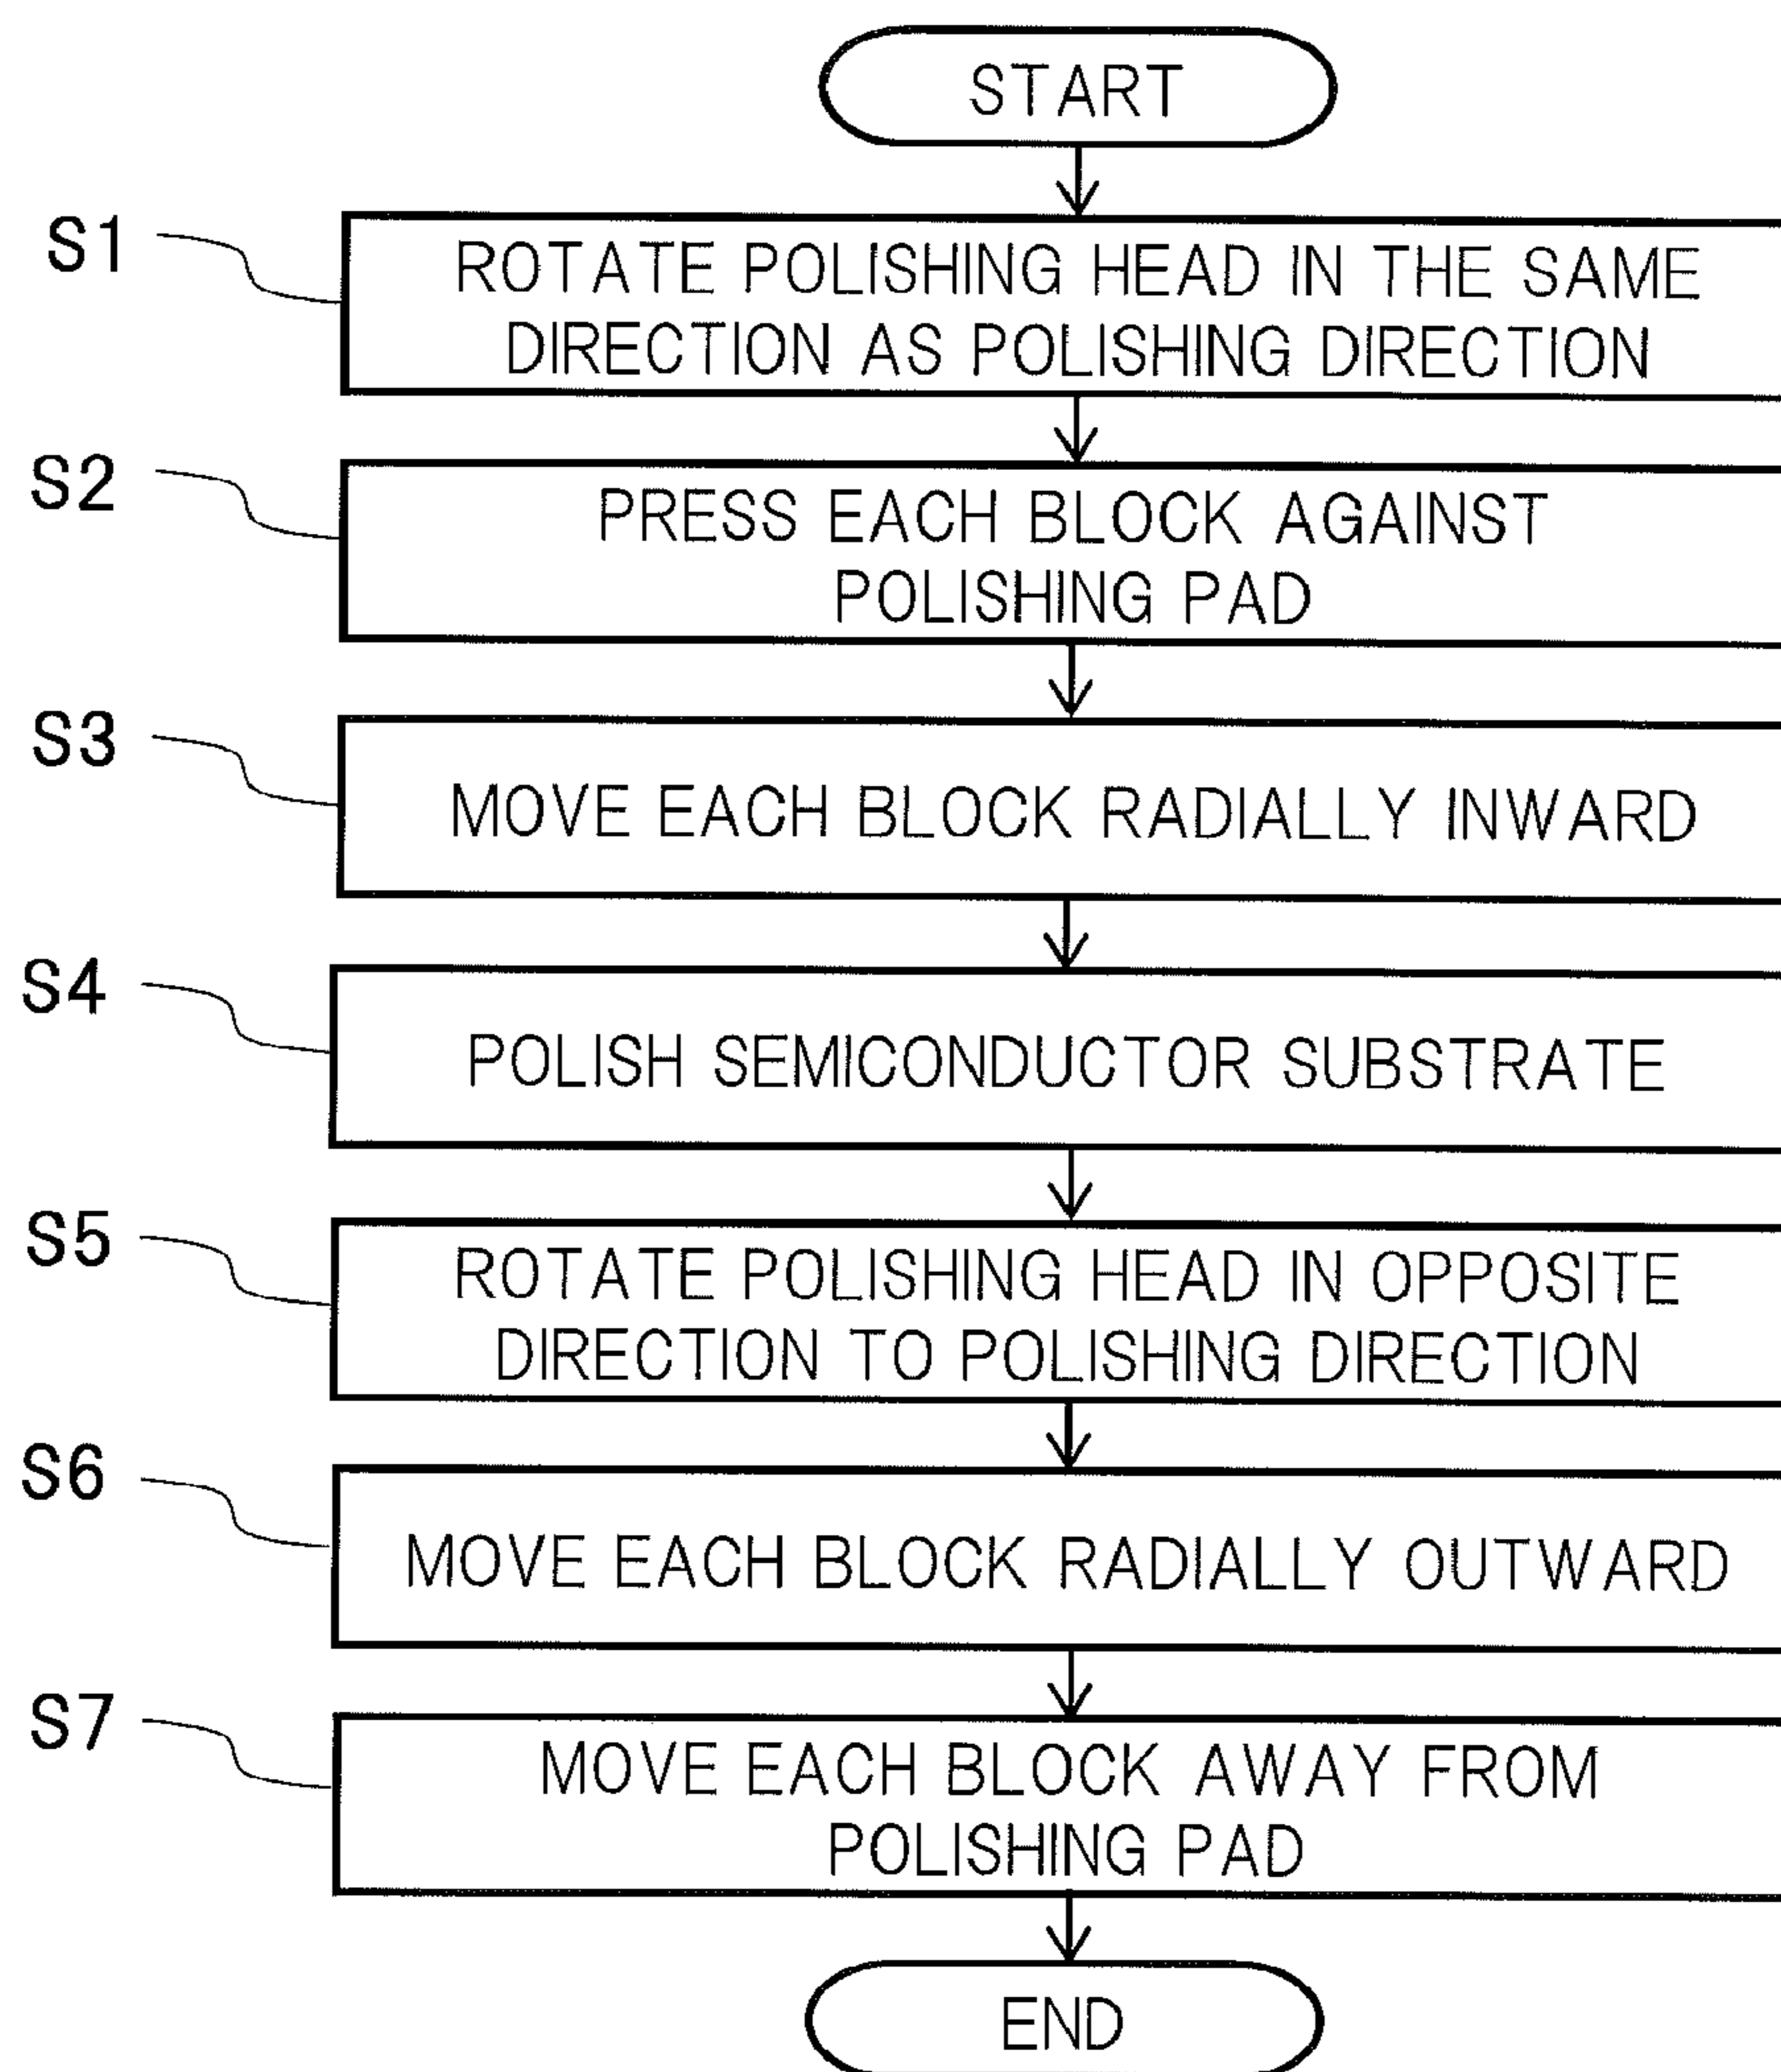 START
S1
ROTATE POLISHING HEAD IN THE SAME
DIRECTION AS POLISHING DIRECTION
S2
PRESS EACH BLOCK AGAINST
POLISHING PAD
S3
MOVE EACH BLOCK RADIALLY INWARD
S4
POLISH SEMICONDUCTOR SUBSTRATE
S5
ROTATE POLISHING HEAD IN OPPOSITE
DIRECTION TO POLISHING DIRECTION
S6
MOVE EACH BLOCK RADIALLY OUTWARD
S7
MOVE EACH BLOCK AWAY FROM
POLISHING PAD
END